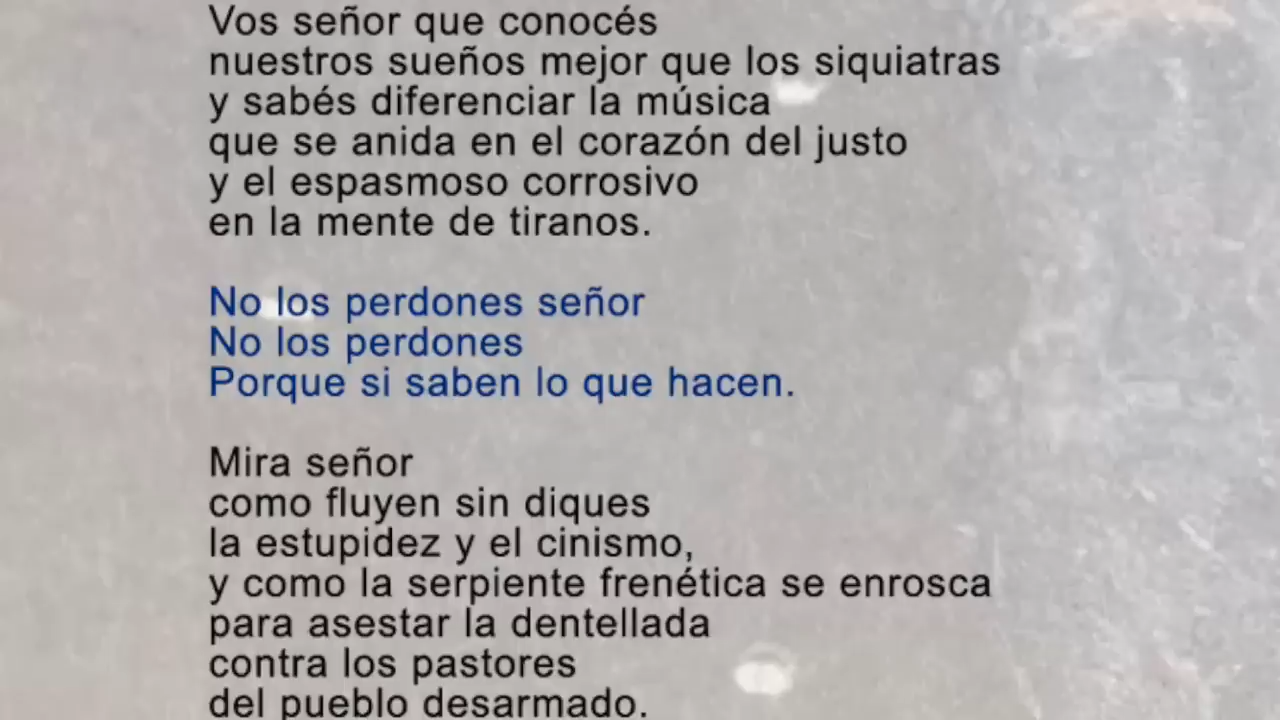 Vos señor que conocés
nuestros sueños mejor que los siquiatras
y sabés diferenciar la música
que se anida en el corazón del justo
y el espasmoso corrosivo
en la mente de tiranos.
No los perdones señor
No los perdones
Porque si saben lo que hacen.
Mira señor
como fluyen sin diques
la estupidez y el cinismo,
y como la serpiente frenética se enrosca
para asestar la dentellada
contra los pastores
del pueblo desarmado.